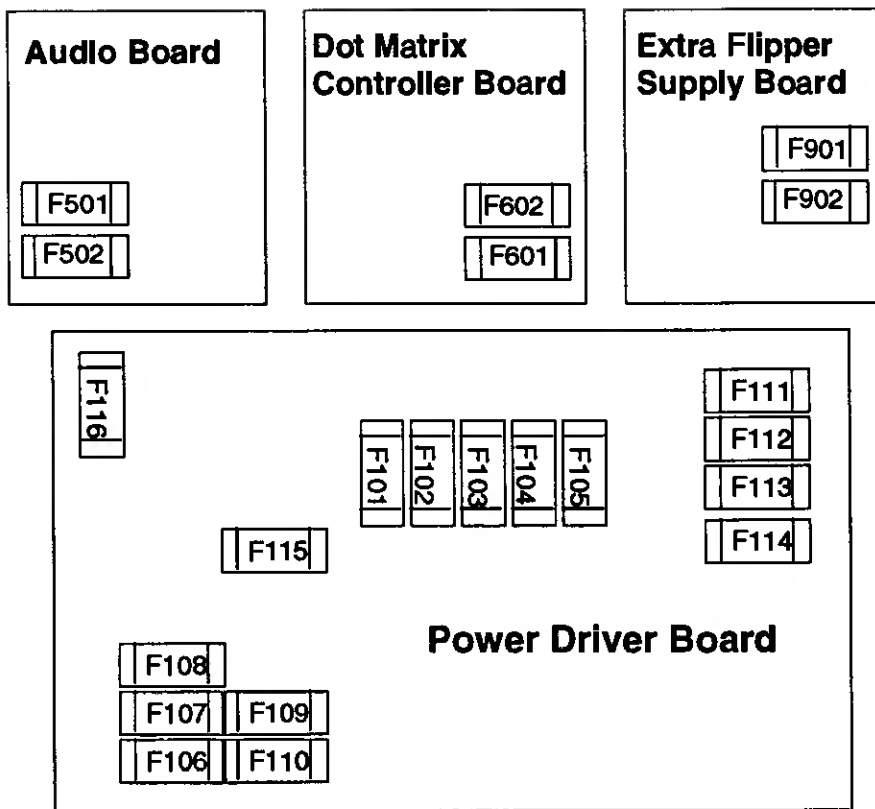 Audio Board
F501
F502
Dot Matrix
Controller Board
F602
F601
Extra Flipper
Supply Board
F901
F902
F116
F101
F102
F103
F104
F105
F111
F112
F113
F114
F115
Power Driver Board
F108
F107
F109
F106
F110